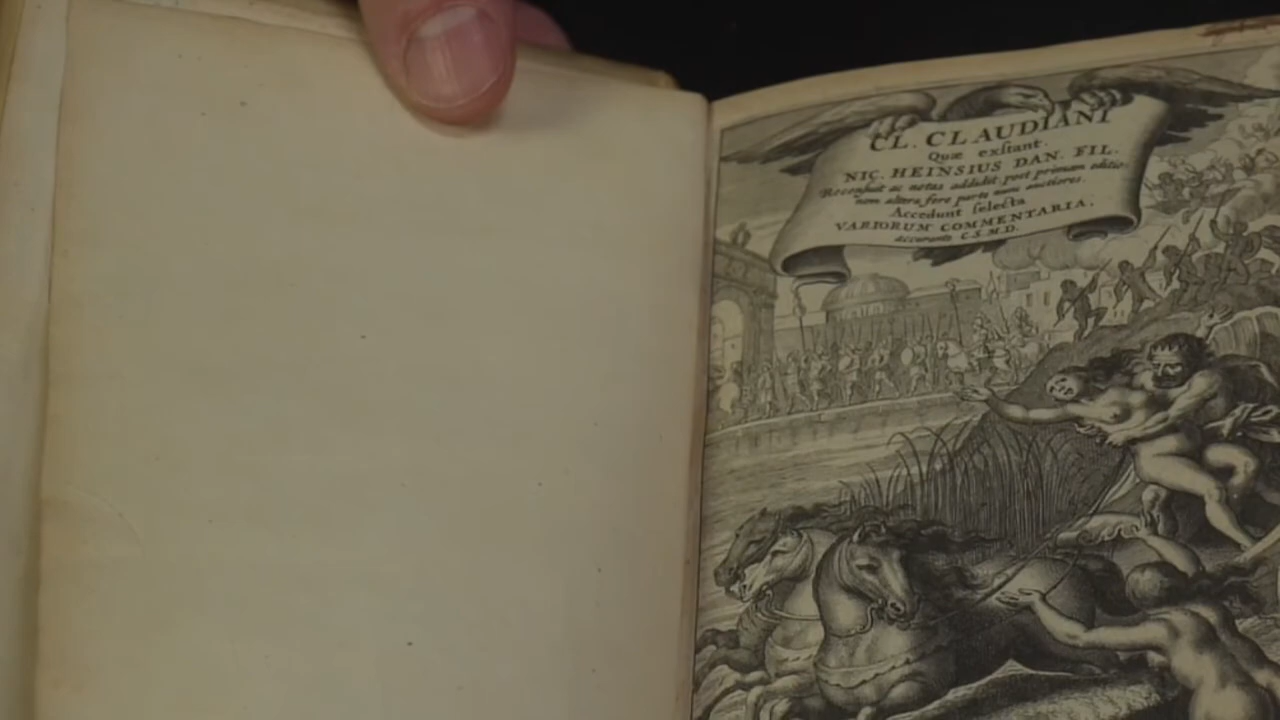 CL. CLAUDIANI
Quæ exſtant.
NIC. HEINSIUS DAN. FIL.
Recenſuit ac notas addidit, post primam editio-
nem altera fere parte nunc auctiores.
Accedunt ſelecta
VARIORUM COMMENTARIA,
accurante C.S.M.D.